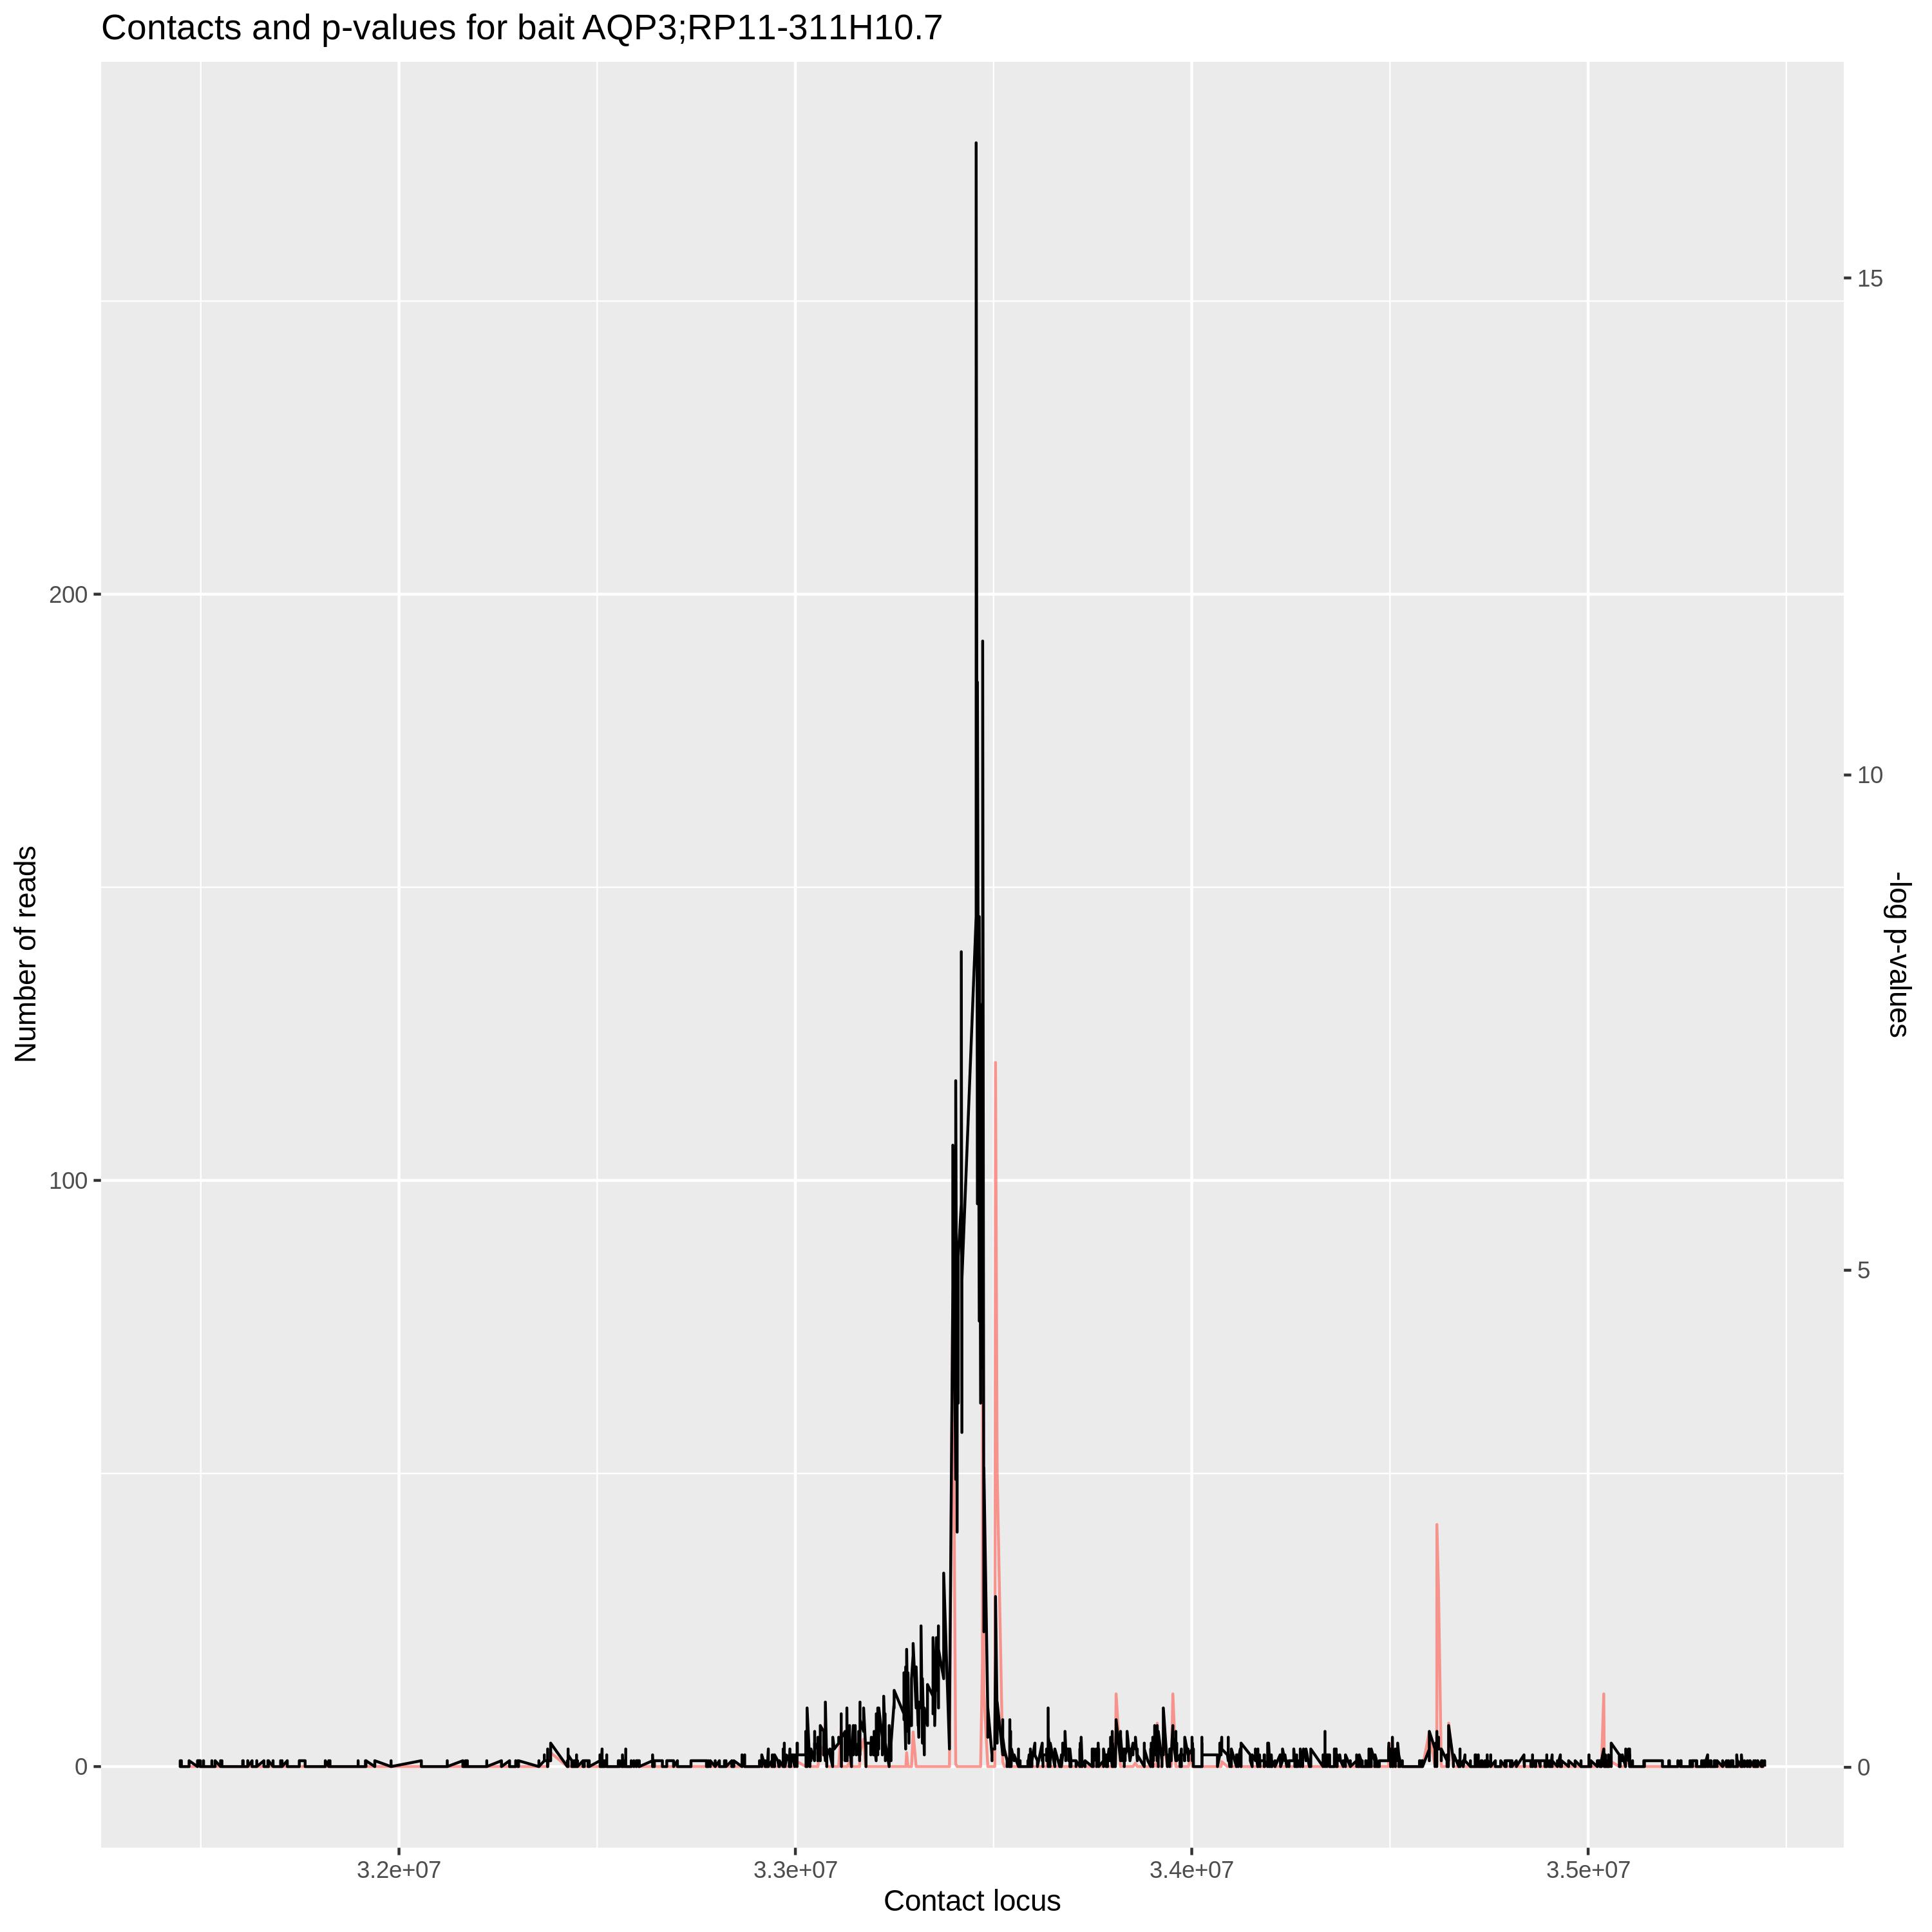 Contacts and p-values for bait AQP3;RP11-311H10.7
200
100
0
Number of reads
15
10
5
0
-log p-values
3.2e+07
3.3e+07
3.4e+07
3.5e+07
Contact locus